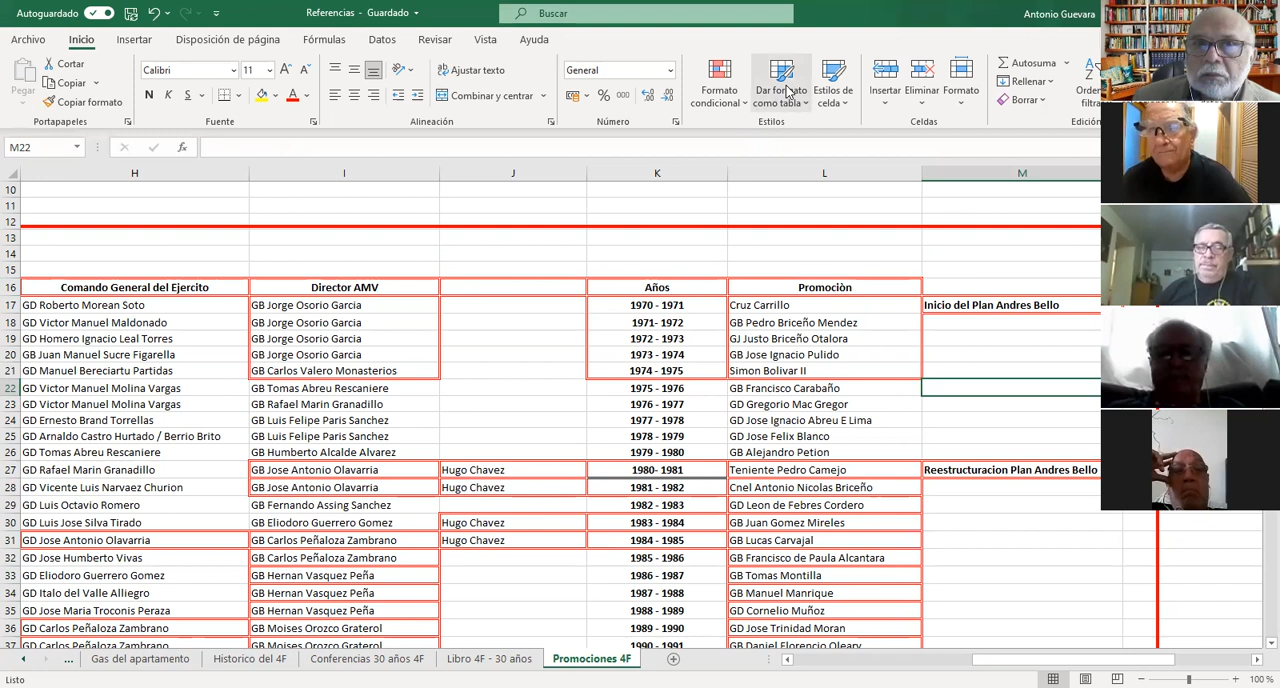 Autoguardado
Referencias - Guardado
Buscar
Antonio Guevara
Archivo Inicio Insertar Disposición de página Fórmulas Datos Revisar Vista Ayuda
Pegar
Cortar
Copiar
Copiar formato
Portapapeles
Calibri 11
N K S
Fuente
Ajustar texto
Combinar y centrar
Alineación
General
% 000
Número
Formato condicional
Dar formato como tabla
Estilos de celda
Estilos
Insertar Eliminar Formato
Celdas
Autosuma
Rellenar
Borrar
Edición
M22
fx
H I J K L M
10
11
12
13
14
15
16 Comando General del Ejercito Director AMV Años Promociòn
17 GD Roberto Morean Soto GB Jorge Osorio Garcia 1970 - 1971 Cruz Carrillo Inicio del Plan Andres Bello
18 GD Victor Manuel Maldonado GB Jorge Osorio Garcia 1971- 1972 GB Pedro Briceño Mendez
19 GD Homero Ignacio Leal Torres GB Jorge Osorio Garcia 1972 - 1973 GJ Justo Briceño Otalora
20 GB Juan Manuel Sucre Figarella GB Jorge Osorio Garcia 1973 - 1974 GB Jose Ignacio Pulido
21 GD Manuel Bereciartu Partidas GB Carlos Valero Monasterios 1974 - 1975 Simon Bolivar II
22 GD Victor Manuel Molina Vargas GB Tomas Abreu Rescaniere 1975 - 1976 GB Francisco Carabaño
23 GD Victor Manuel Molina Vargas GB Rafael Marin Granadillo 1976 - 1977 GD Gregorio Mac Gregor
24 GD Ernesto Brand Torrellas GB Luis Felipe Paris Sanchez 1977 - 1978 GD Jose Ignacio Abreu E Lima
25 GD Arnaldo Castro Hurtado / Berrio Brito GB Luis Felipe Paris Sanchez 1978 - 1979 GD Jose Felix Blanco
26 GD Tomas Abreu Rescaniere GB Humberto Alcalde Alvarez 1979 - 1980 GB Alejandro Petion
27 GD Rafael Marin Granadillo GB Jose Antonio Olavarria Hugo Chavez 1980- 1981 Teniente Pedro Camejo Reestructuracion Plan Andres Bello
28 GD Vicente Luis Narvaez Churion GB Jose Antonio Olavarria Hugo Chavez 1981 - 1982 Cnel Antonio Nicolas Briceño
29 GD Luis Octavio Romero GB Fernando Assing Sanchez 1982 - 1983 GD Leon de Febres Cordero
30 GD Luis Jose Silva Tirado GB Eliodoro Guerrero Gomez Hugo Chavez 1983 - 1984 GB Juan Gomez Mireles
31 GD Jose Antonio Olavarria GB Carlos Peñaloza Zambrano Hugo Chavez 1984 - 1985 GB Lucas Carvajal
32 GD Jose Humberto Vivas GB Carlos Peñaloza Zambrano 1985 - 1986 GB Francisco de Paula Alcantara
33 GD Eliodoro Guerrero Gomez GB Hernan Vasquez Peña 1986 - 1987 GB Tomas Montilla
34 GD Italo del Valle Alliegro GB Hernan Vasquez Peña 1987 - 1988 GB Manuel Manrique
35 GD Jose Maria Troconis Peraza GB Hernan Vasquez Peña 1988 - 1989 GD Cornelio Muñoz
36 GD Carlos Peñaloza Zambrano GB Moises Orozco Graterol 1989 - 1990 GD Jose Trinidad Moran
37 GD Carlos Peñaloza Zambrano GB Moises Orozco Graterol 1990 - 1991 GB Daniel Florencio Oleary
... Gas del apartamento Historico del 4F Conferencias 30 años 4F Libro 4F - 30 años Promociones 4F
Listo
100 %